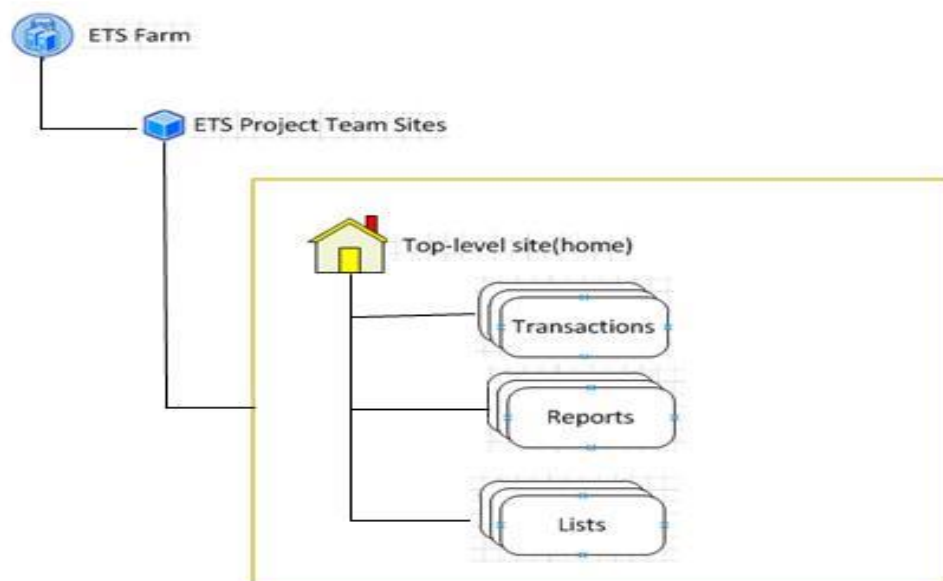 ETS Farm
ETS Project Team Sites
Top-level site(home)
Transactions
Reports
Lists